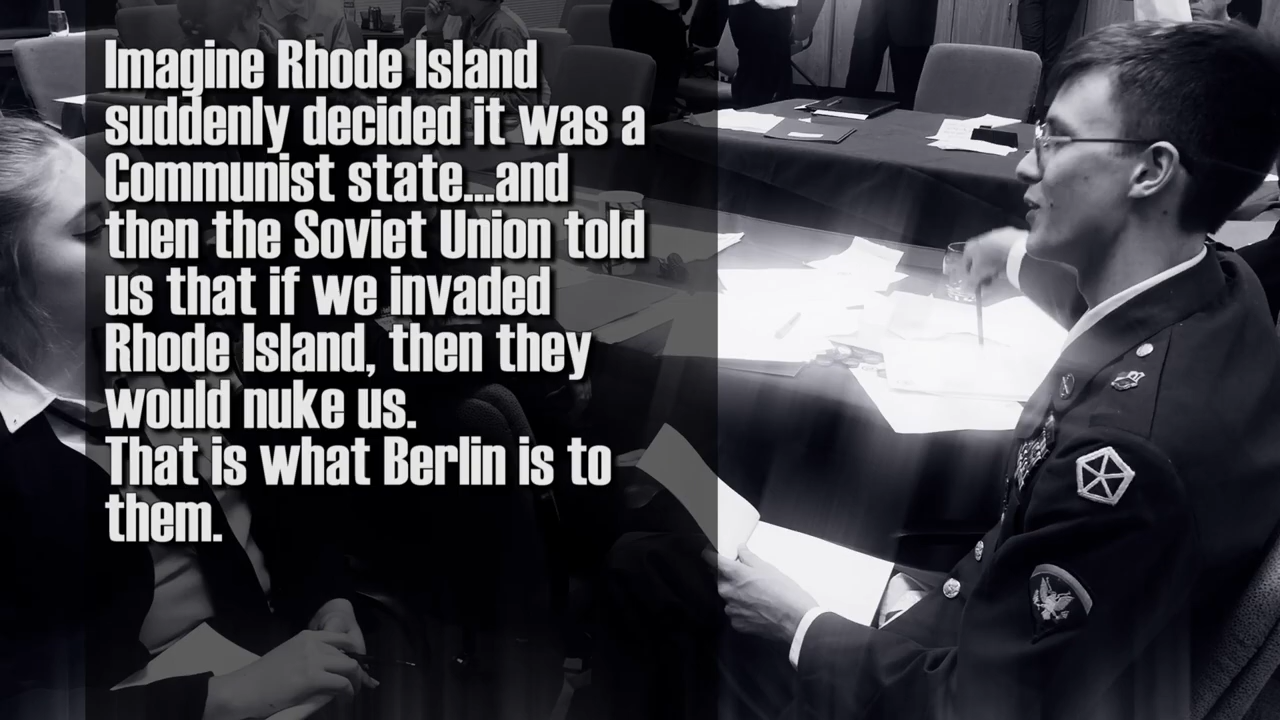 Imagine Rhode Island
suddenly decided it was a
Communist state...and
then the Soviet Union told
us that if we invaded
Rhode Island, then they
would nuke us.
That is what Berlin is to
them.